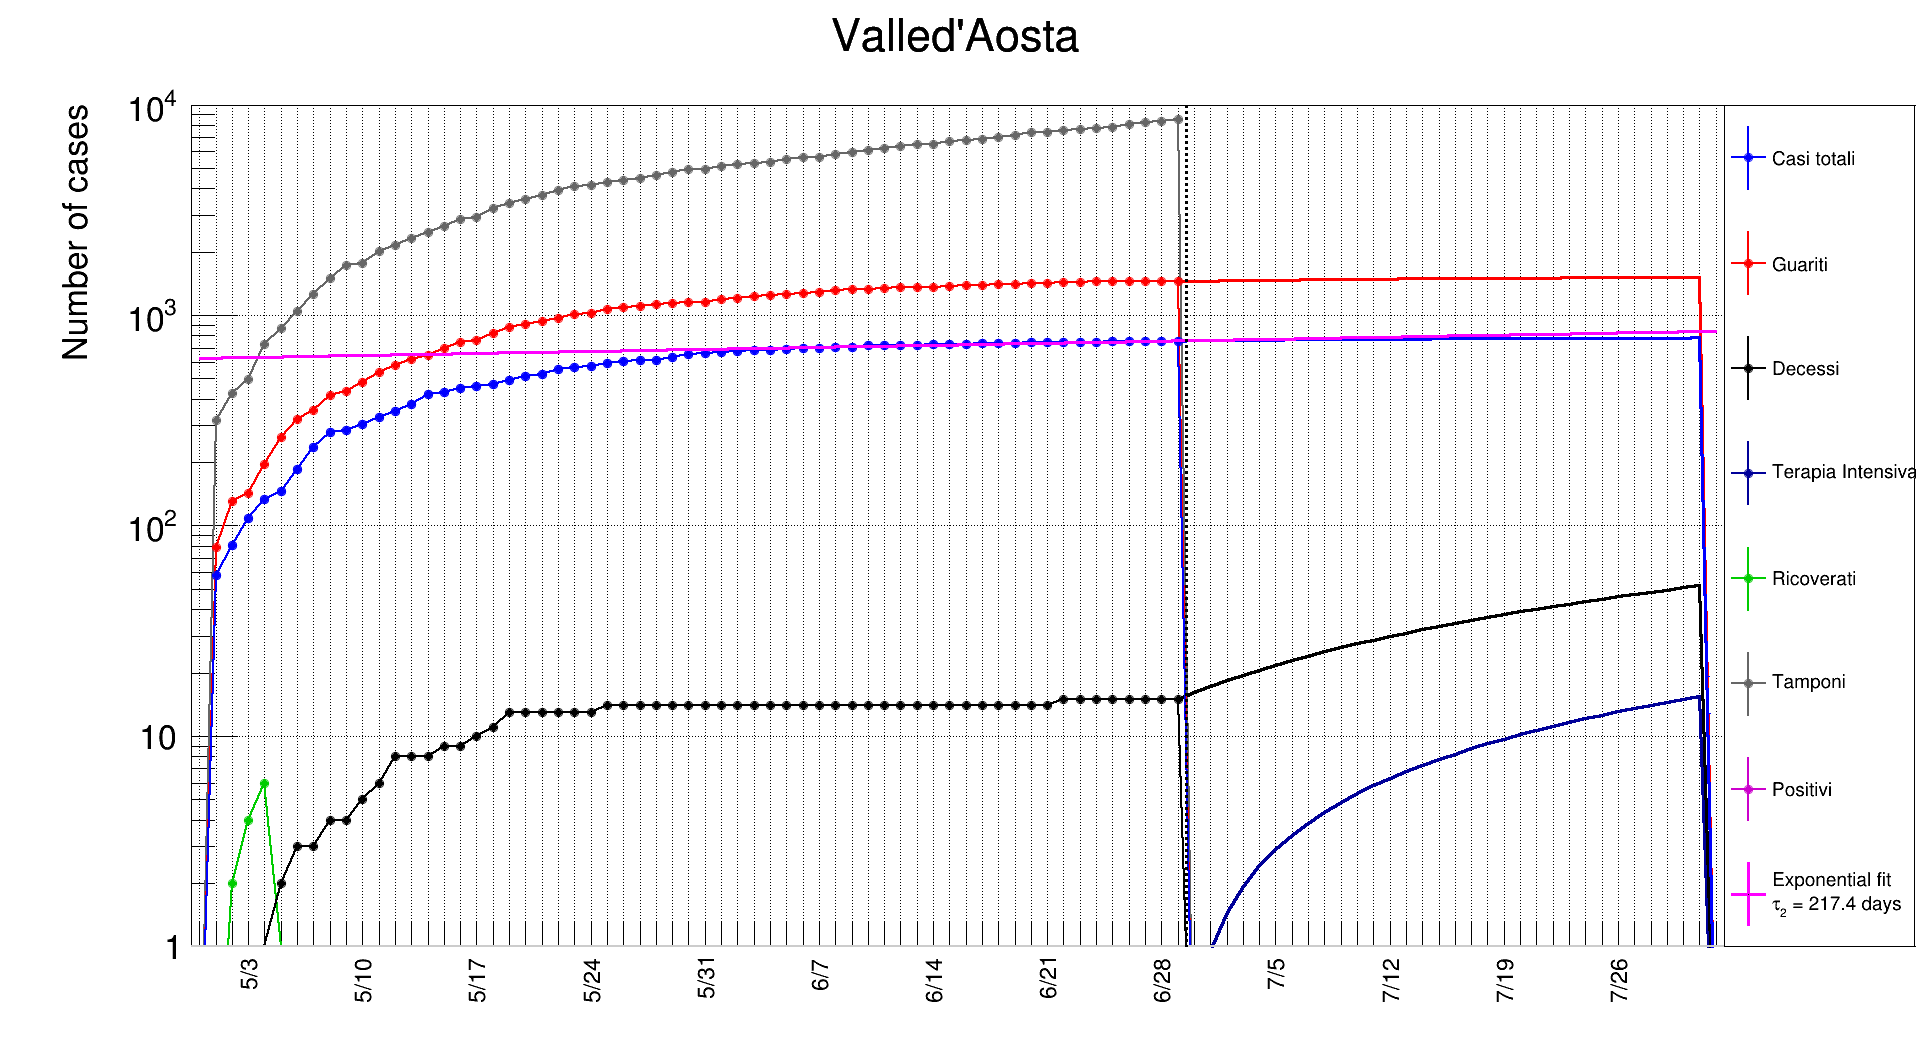 Valled'Aosta
Number of cases
10^4
10^3
10^2
10
1
5/3
5/10
5/17
5/24
5/31
6/7
6/14
6/21
6/28
7/5
7/12
7/19
7/26
Casi totali
Guariti
Decessi
Terapia Intensiva
Ricoverati
Tamponi
Positivi
Exponential fit
τ₂ = 217.4 days